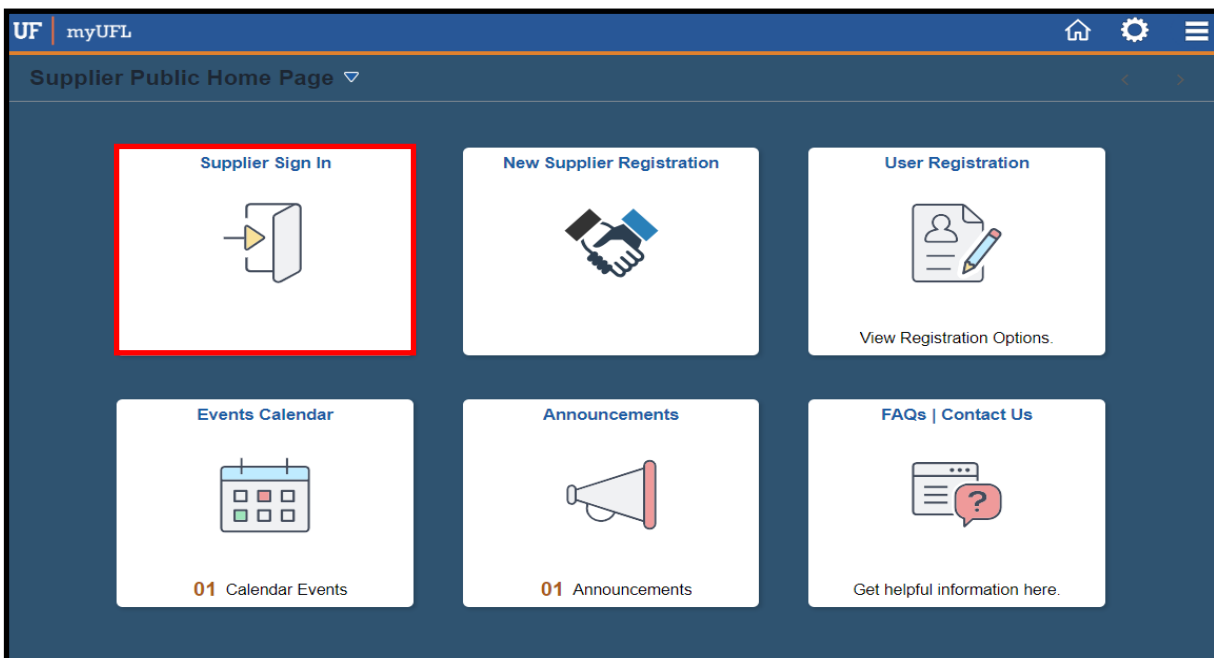 UF myUFL
Supplier Public Home Page
Supplier Sign In
New Supplier Registration
User Registration
View Registration Options.
Events Calendar
Announcements
FAQs | Contact Us
?
01 Calendar Events
01 Announcements
Get helpful information here.